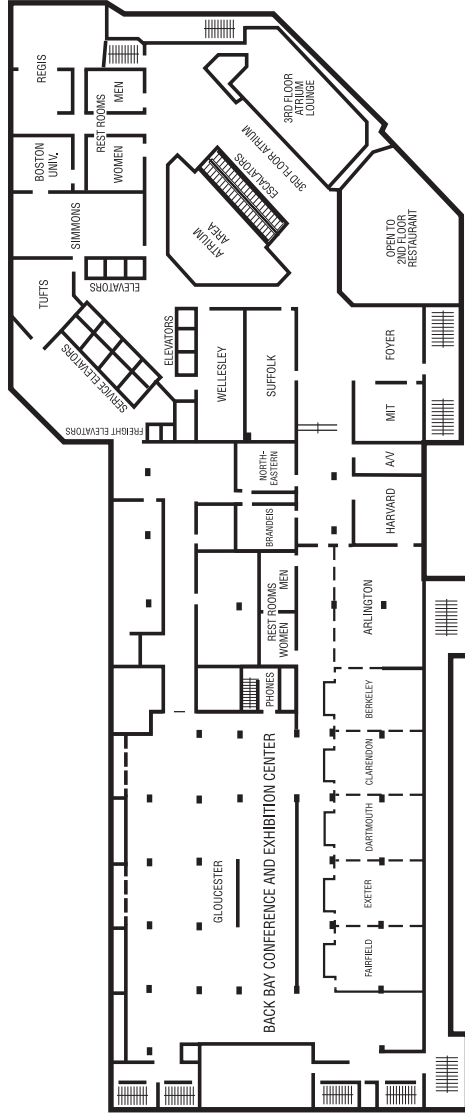 REGIS
REST ROOMS
MEN
WOMEN
BOSTON
UNIV.
SIMMONS
TUFTS
ELEVATORS
SERVICE ELEVATORS
FREIGHT ELEVATORS
ELEVATORS
3RD FLOOR
ATRIUM
LOUNGE
3RD FLOOR ATRIUM
ESCALATORS
ATRIUM
AREA
OPEN TO
2ND FLOOR
RESTAURANT
WELLESLEY
SUFFOLK
FOYER
MIT
A/V
HARVARD
NORTH-
EASTERN
BRANDEIS
REST ROOMS
WOMEN
MEN
PHONES
ARLINGTON
BERKELEY
CLARENDON
DARTMOUTH
EXETER
FAIRFIELD
GLOUCESTER
BACK BAY CONFERENCE AND EXHIBITION CENTER